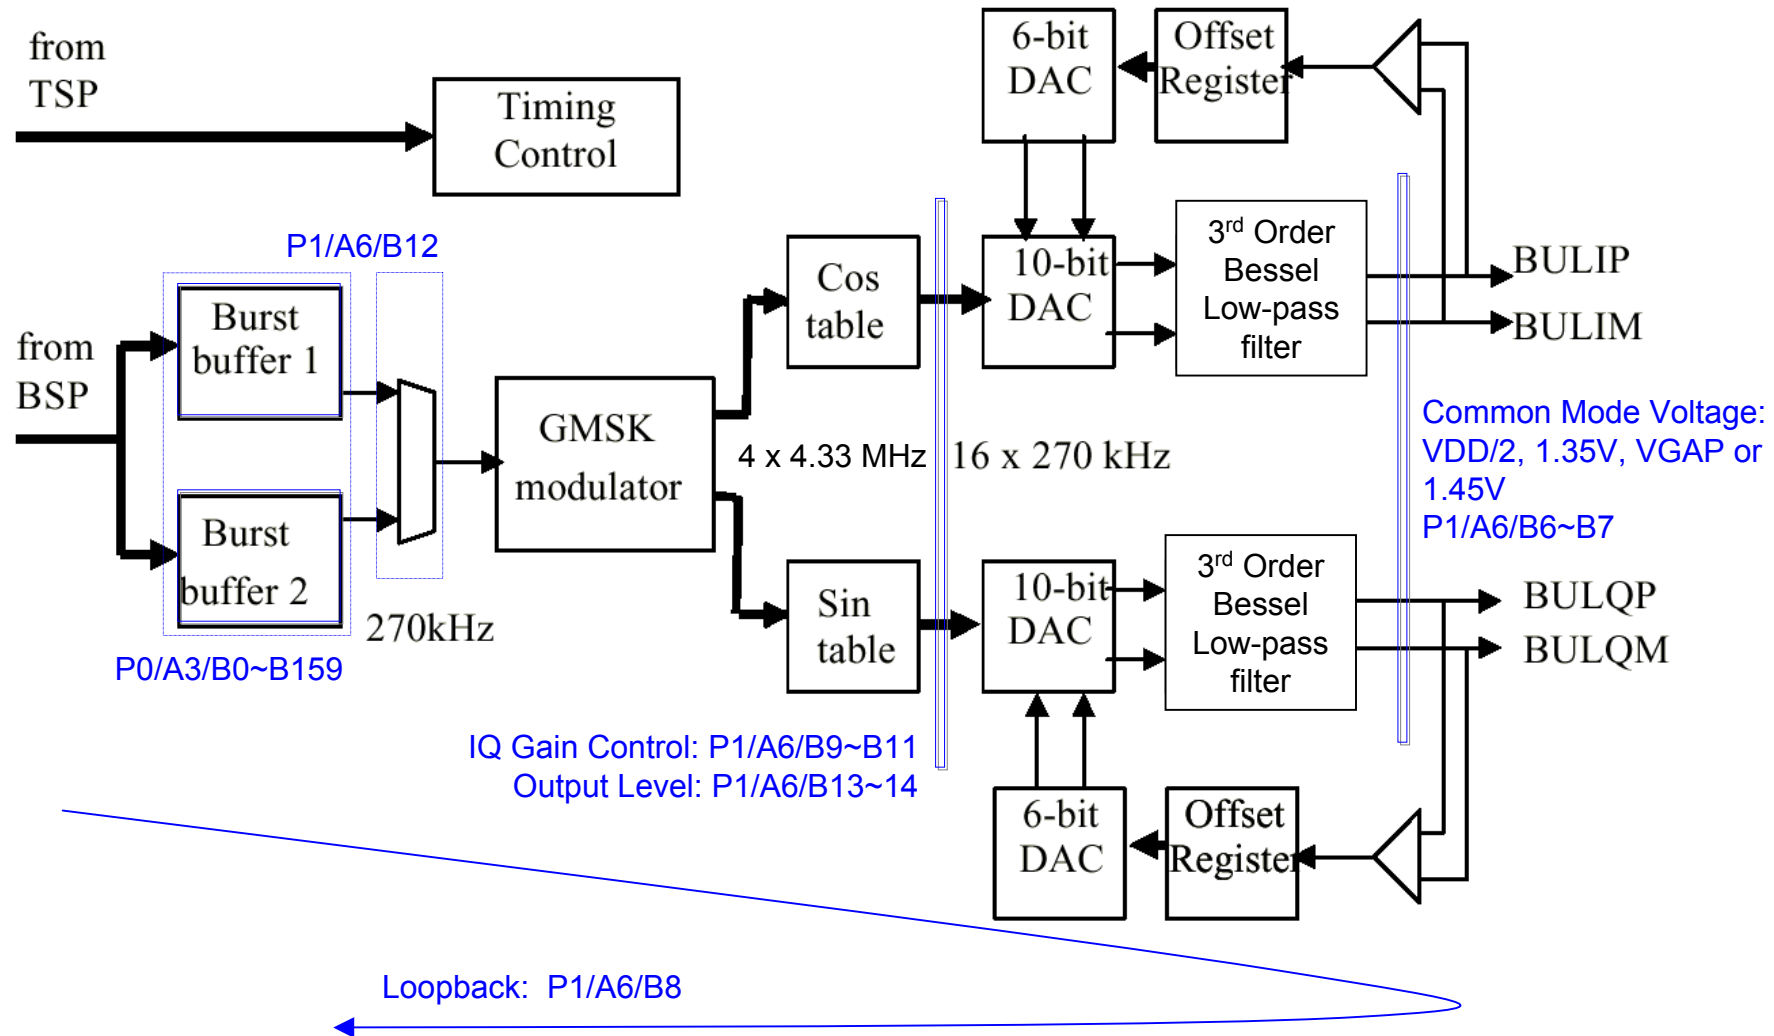 from
TSP
Timing
Control
6-bit
DAC
Offset
Register
P1/A6/B12
from
BSP
Burst
buffer 1
Burst
buffer 2
270kHz
P0/A3/B0~B159
GMSK
modulator
Cos
table
Sin
table
4 x 4.33 MHz
16 x 270 kHz
10-bit
DAC
3rd Order
Bessel
Low-pass
filter
BULIP
BULIM
Common Mode Voltage:
VDD/2, 1.35V, VGAP or
1.45V
P1/A6/B6~B7
10-bit
DAC
3rd Order
Bessel
Low-pass
filter
BULQP
BULQM
IQ Gain Control: P1/A6/B9~B11
Output Level: P1/A6/B13~14
6-bit
DAC
Offset
Register
Loopback:  P1/A6/B8